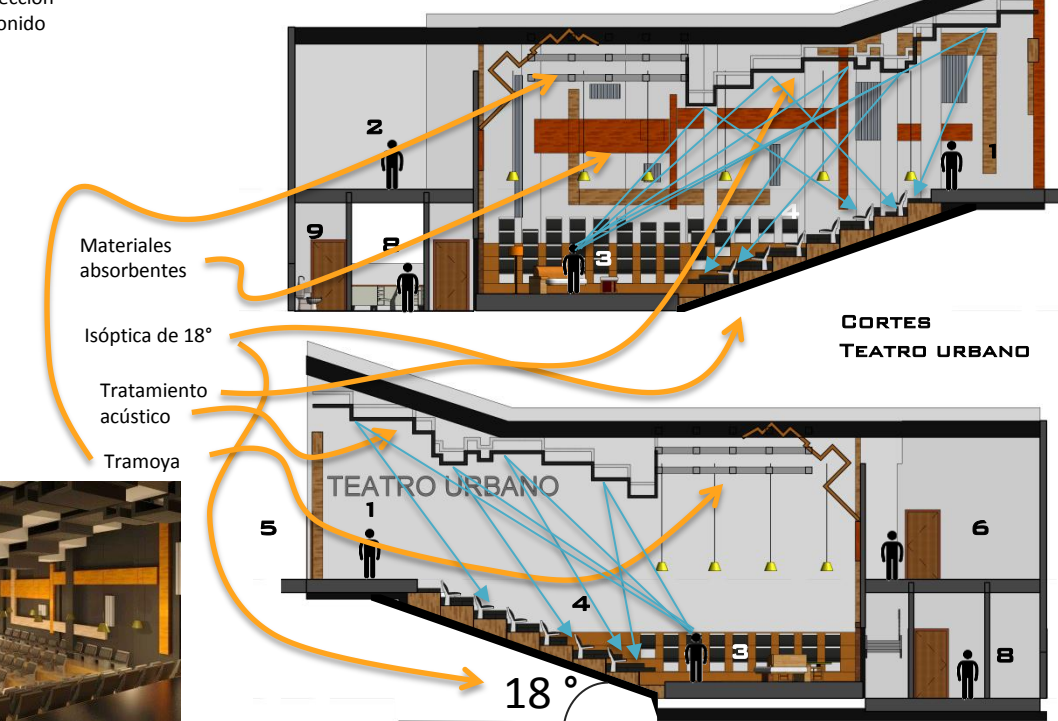 onido
2
1
9
8
3
4
Materiales
absorbentes
Isóptica de 18°
Tratamiento
acústico
Tramoya
CORTES
TEATRO URBANO
TEATRO URBANO
5
1
4
3
6
8
18 °